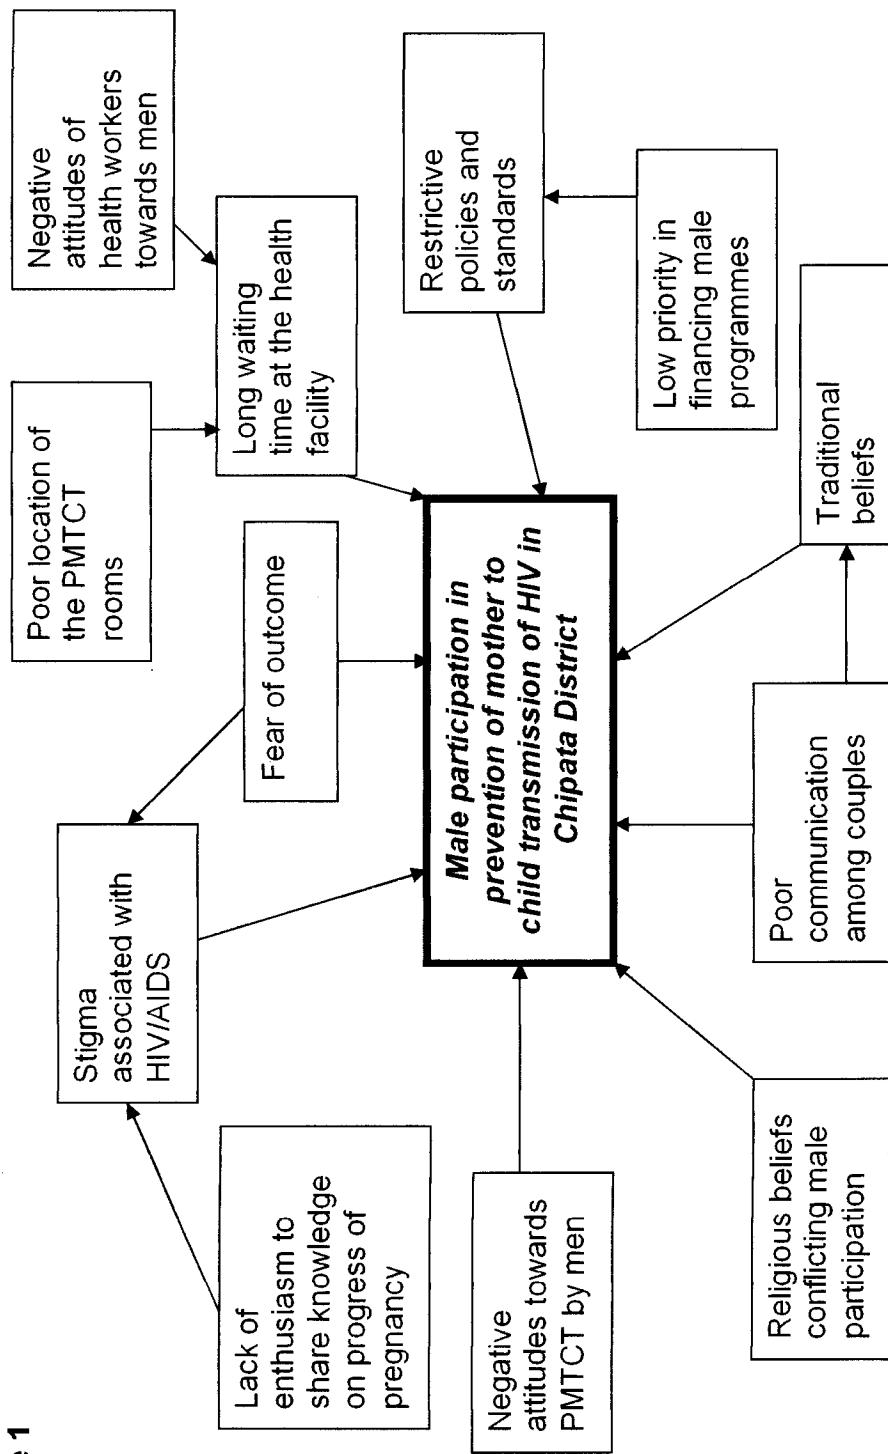 e 1
Lack of
enthusiasm to
share knowledge
on progress of
pregnancy
Stigma
associated with
HIV/AIDS
Fear of outcome
Poor location of
the PMTCT
rooms
Negative
attitudes of
health workers
towards men
Long waiting
time at the health
facility
Negative
attitudes towards
PMTCT by men
Male participation in
prevention of mother to
child transmission of HIV in
Chipata District
Restrictive
policies and
standards
Low priority in
financing male
programmes
Religious beliefs
conflicting male
participation
Poor
communication
among couples
Traditional
beliefs